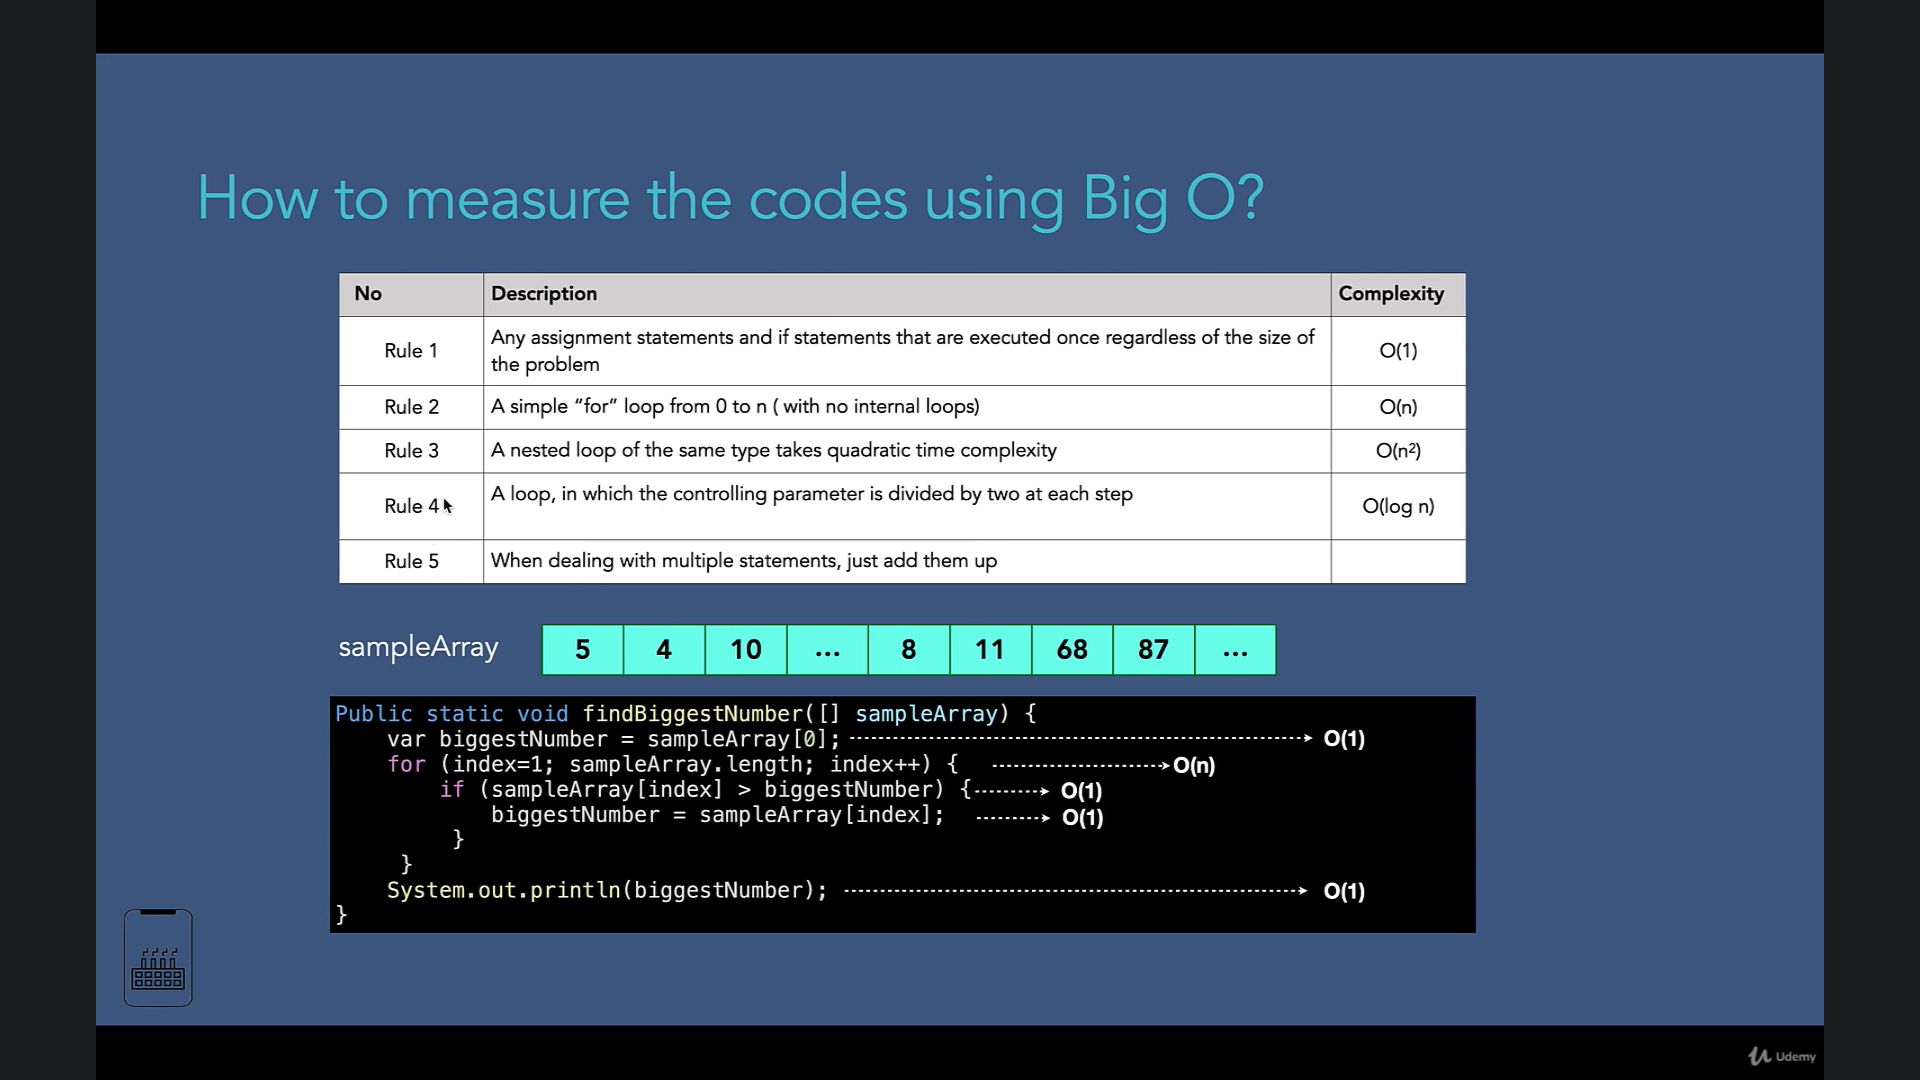 How to measure the codes using Big O?
No Description Complexity
Rule 1 Any assignment statements and if statements that are executed once regardless of the size of the problem O(1)
Rule 2 A simple “for” loop from 0 to n ( with no internal loops) O(n)
Rule 3 A nested loop of the same type takes quadratic time complexity O(n²)
Rule 4 A loop, in which the controlling parameter is divided by two at each step O(log n)
Rule 5 When dealing with multiple statements, just add them up
sampleArray 5 4 10 ... 8 11 68 87 ...
Public static void findBiggestNumber([] sampleArray) {
var biggestNumber = sampleArray[0]; O(1)
for (index=1; sampleArray.length; index++) { O(n)
if (sampleArray[index] > biggestNumber) { O(1)
biggestNumber = sampleArray[index]; O(1)
}
}
System.out.println(biggestNumber); O(1)
}
Udemy